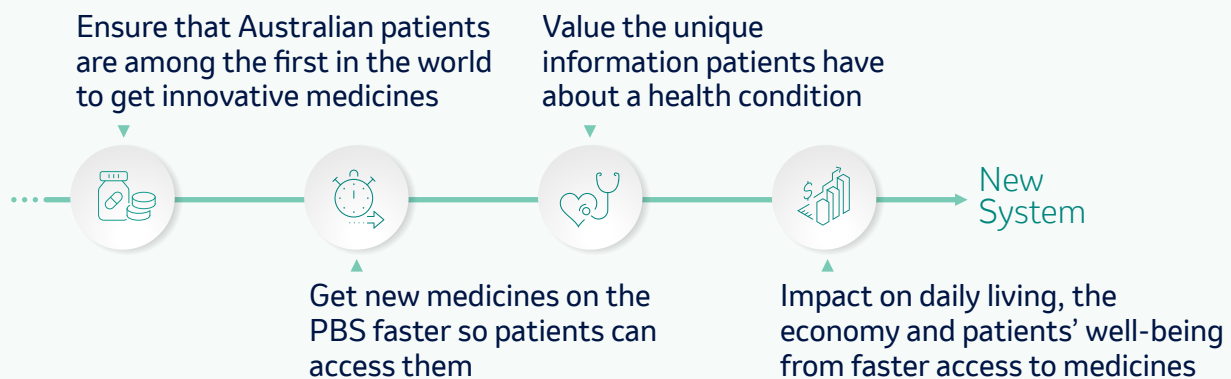 Ensure that Australian patients
are among the first in the world
to get innovative medicines
Value the unique
information patients have
about a health condition
$
New
System
Get new medicines on the
PBS faster so patients can
access them
Impact on daily living, the
economy and patients’ well-being
from faster access to medicines